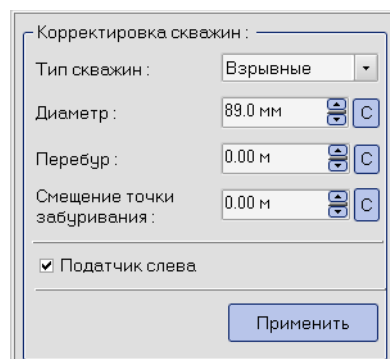 Корректировка скважин :
Тип скважин : Взрывные
Диаметр : 89.0 мм C
Перебур : 0.00 м C
Смещение точки
забуривания : 0.00 м C
Податчик слева
Применить